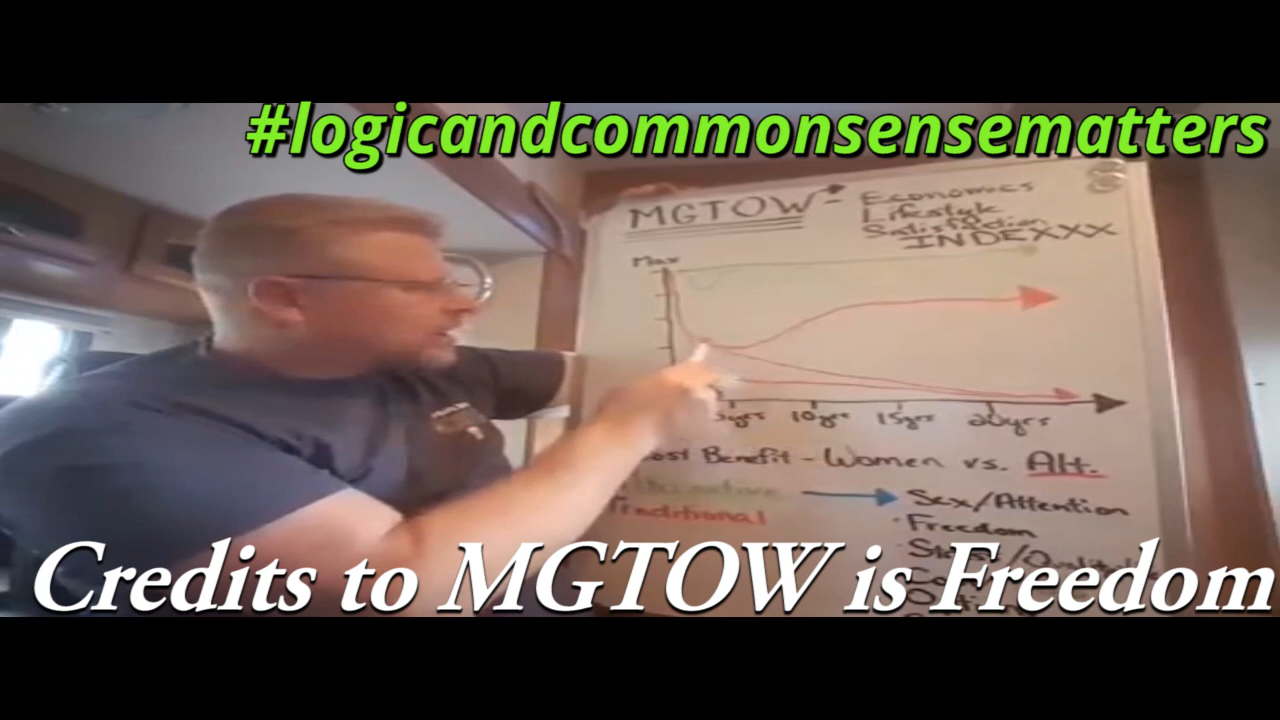 #logicandcommonsensematters
MGTOW - Economics
Lifestyle
Satisfaction
INDEXXX
Max
10yrs 15yrs 20yrs
Benefit - Women vs. Alt.
Alternative
Sex/Attention
Traditional
· Freedom
Credits to MGTOW is Freedom